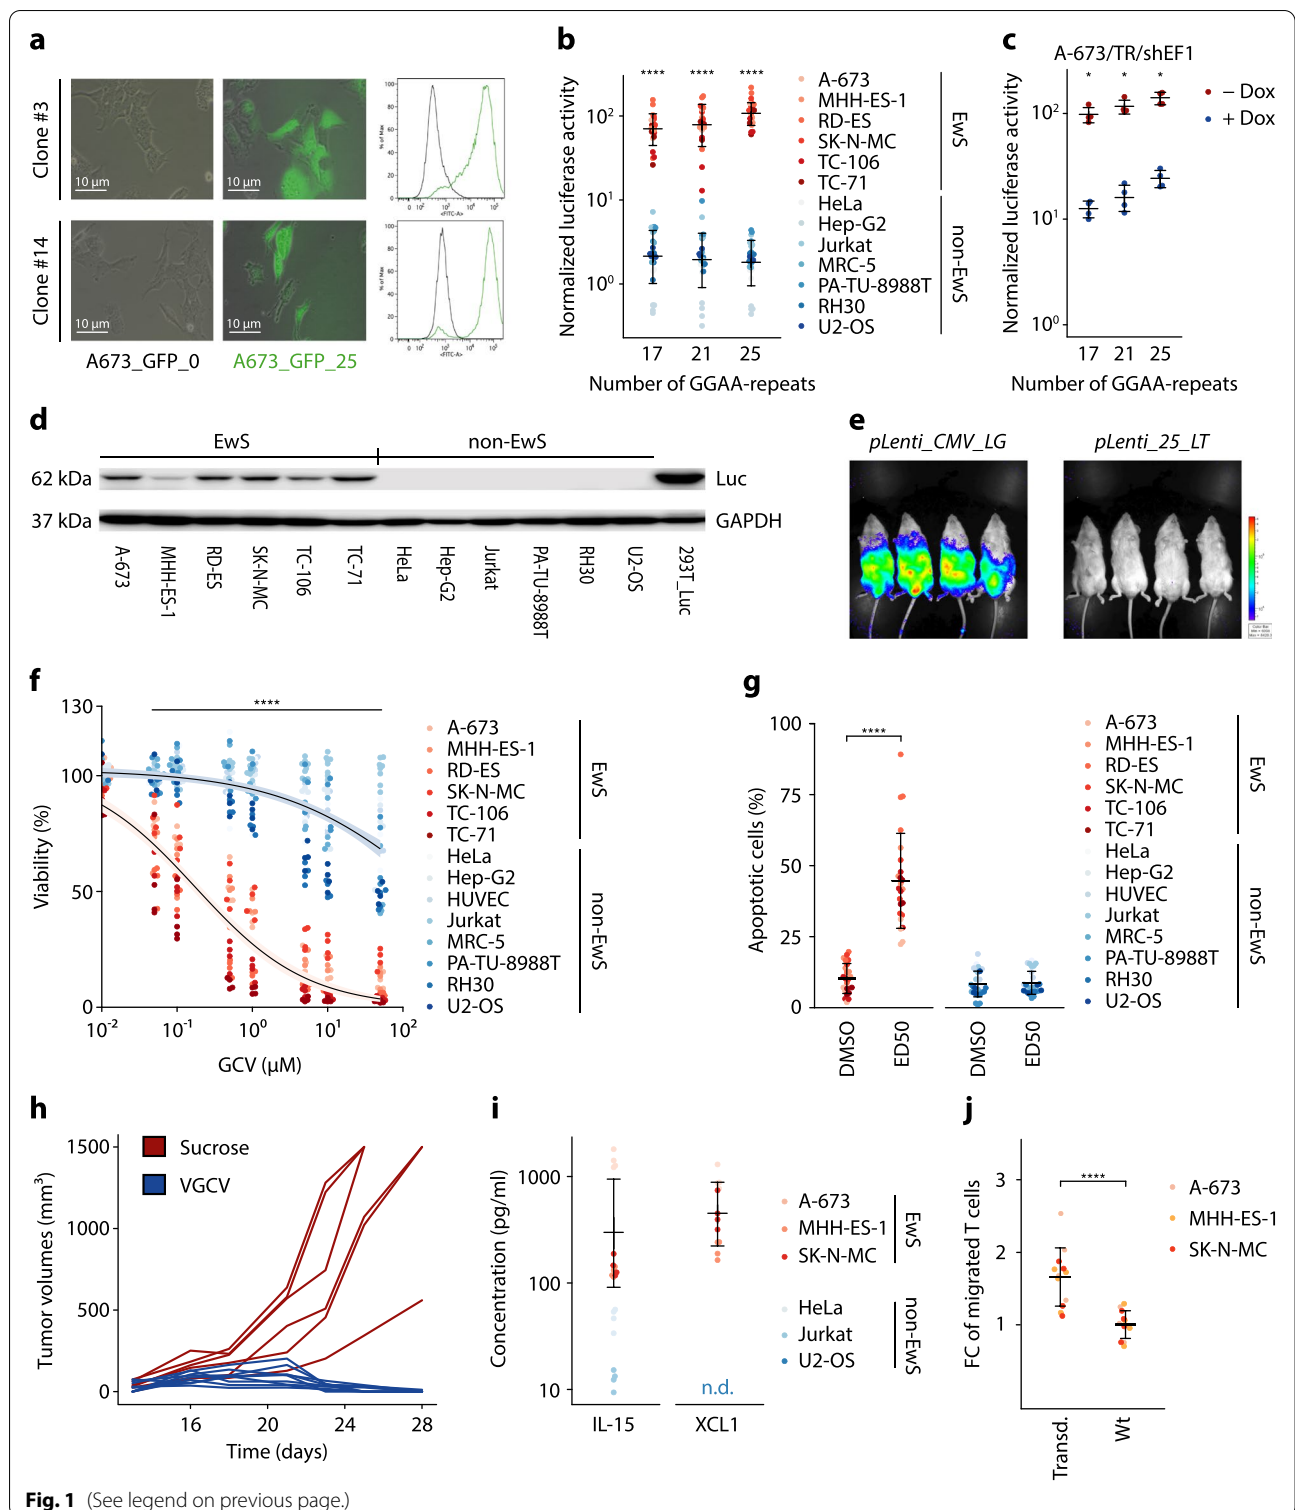 a
Clone #3
10 μm
10 μm
% of Max
<FITC-A>
Clone #14
10 μm
10 μm
% of Max
<FITC-A>
A673_GFP_0
A673_GFP_25
b
Normalized luciferase activity
10²
10¹
10⁰
**** **** ****
17 21 25
Number of GGAA-repeats
A-673
MHH-ES-1
RD-ES
SK-N-MC
TC-106
TC-71
HeLa
Hep-G2
Jurkat
MRC-5
PA-TU-8988T
RH30
U2-OS
EwS
non-EwS
c
A-673/TR/shEF1
Normalized luciferase activity
10²
10¹
10⁰
* * *
17 21 25
Number of GGAA-repeats
− Dox
+ Dox
d
EwS non-EwS
62 kDa Luc
37 kDa GAPDH
A-673
MHH-ES-1
RD-ES
SK-N-MC
TC-106
TC-71
HeLa
Hep-G2
Jurkat
PA-TU-8988T
RH30
U2-OS
293T_Luc
e
pLenti_CMV_LG
pLenti_25_LT
f
Viability (%)
130
100
50
0
****
10⁻² 10⁻¹ 10⁰ 10¹ 10²
GCV (μM)
A-673
MHH-ES-1
RD-ES
SK-N-MC
TC-106
TC-71
HeLa
Hep-G2
HUVEC
Jurkat
MRC-5
PA-TU-8988T
RH30
U2-OS
EwS
non-EwS
g
Apoptotic cells (%)
100
75
50
25
0
****
DMSO
ED50
DMSO
ED50
A-673
MHH-ES-1
RD-ES
SK-N-MC
TC-106
TC-71
HeLa
Hep-G2
HUVEC
Jurkat
MRC-5
PA-TU-8988T
RH30
U2-OS
EwS
non-EwS
h
Tumor volumes (mm³)
1500
1000
500
0
Sucrose
VGCV
16 20 24 28
Time (days)
i
Concentration (pg/ml)
1000
100
10
n.d.
IL-15 XCL1
A-673
MHH-ES-1
SK-N-MC
HeLa
Jurkat
U2-OS
EwS
non-EwS
j
FC of migrated T cells
3
2
1
****
Transd.
Wt
A-673
MHH-ES-1
SK-N-MC
Fig. 1 (See legend on previous page.)